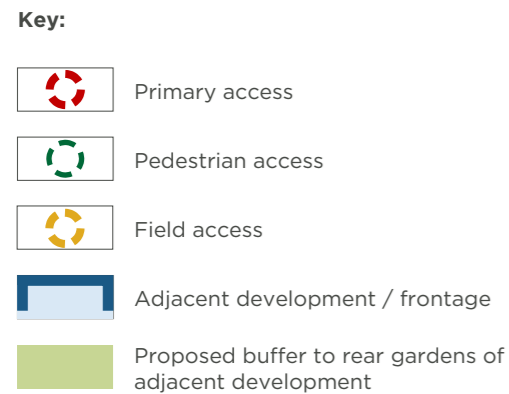 Key:
Primary access
Pedestrian access
Field access
Adjacent development / frontage
Proposed buffer to rear gardens of
adjacent development